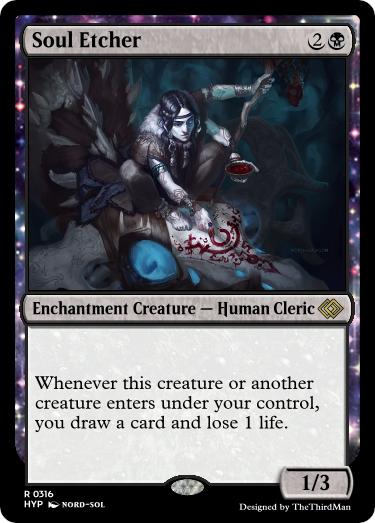 Soul Etcher 2
Enchantment Creature — Human Cleric
Whenever this creature or another
creature enters under your control,
you draw a card and lose 1 life.
1/3
R 0316
HYP NORD-SOL
Designed by TheThirdMan